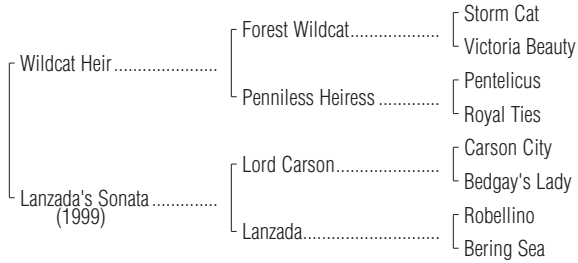 Storm Cat
Forest Wildcat....................
Victoria Beauty
Wildcat Heir.......................
Pentelicus
Penniless Heiress.............
Royal Ties
Carson City
Lord Carson.......................
Bedgay's Lady
Lanzada's Sonata..............
(1999)
Robellino
Lanzada..............................
Bering Sea